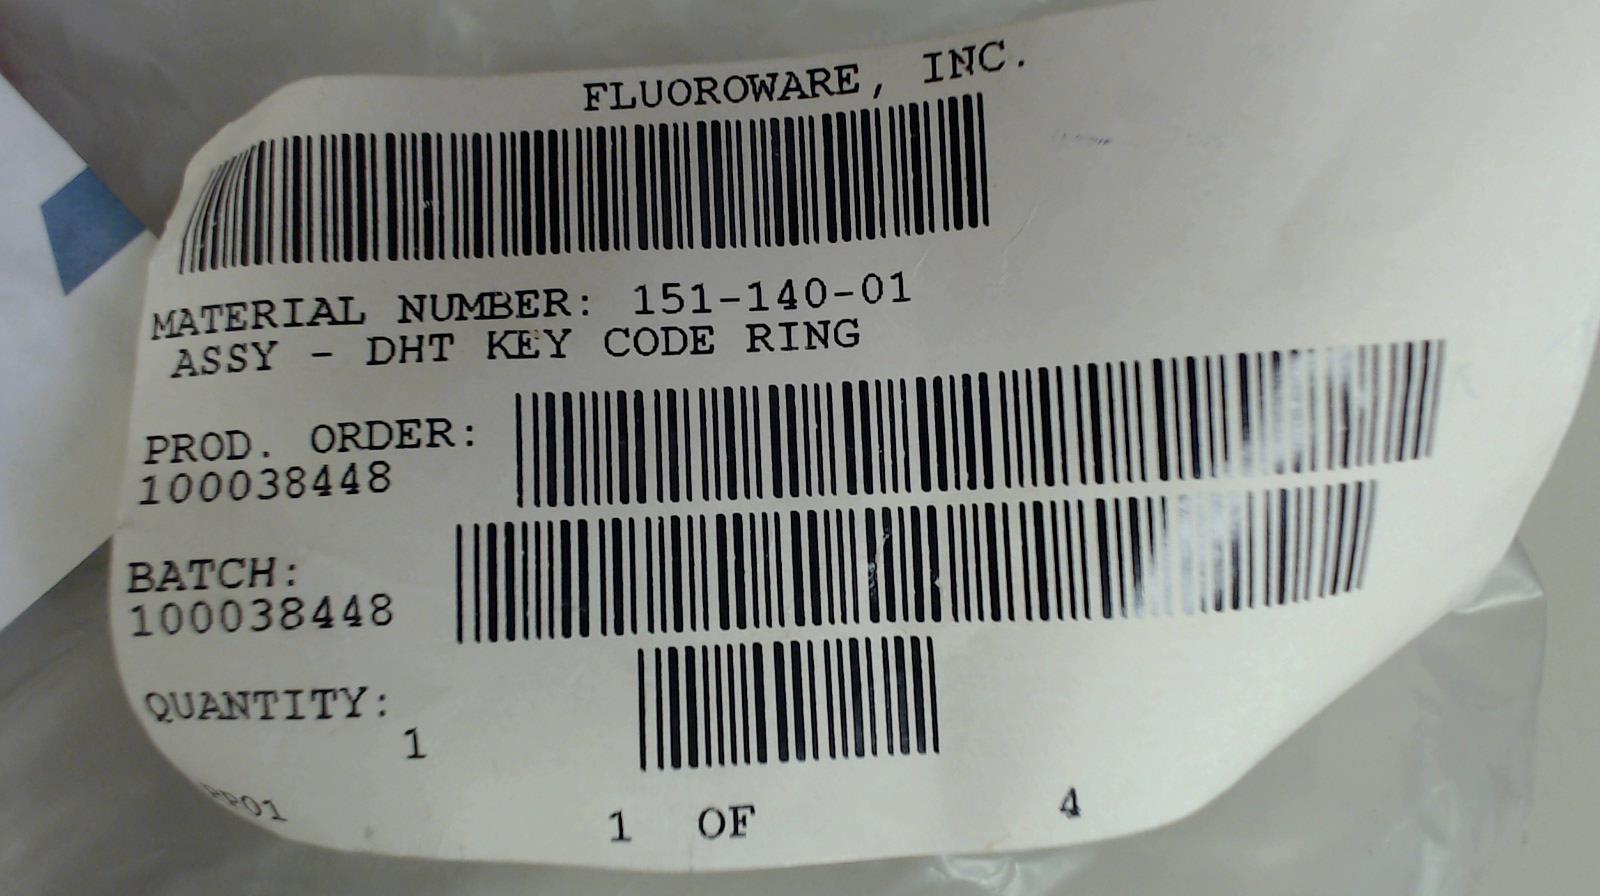 FLUOROWARE, INC.
MATERIAL NUMBER: 151-140-01
ASSY - DHT KEY CODE RING
PROD. ORDER:
100038448
BATCH:
100038448
QUANTITY:
1
PP01
1 OF 4